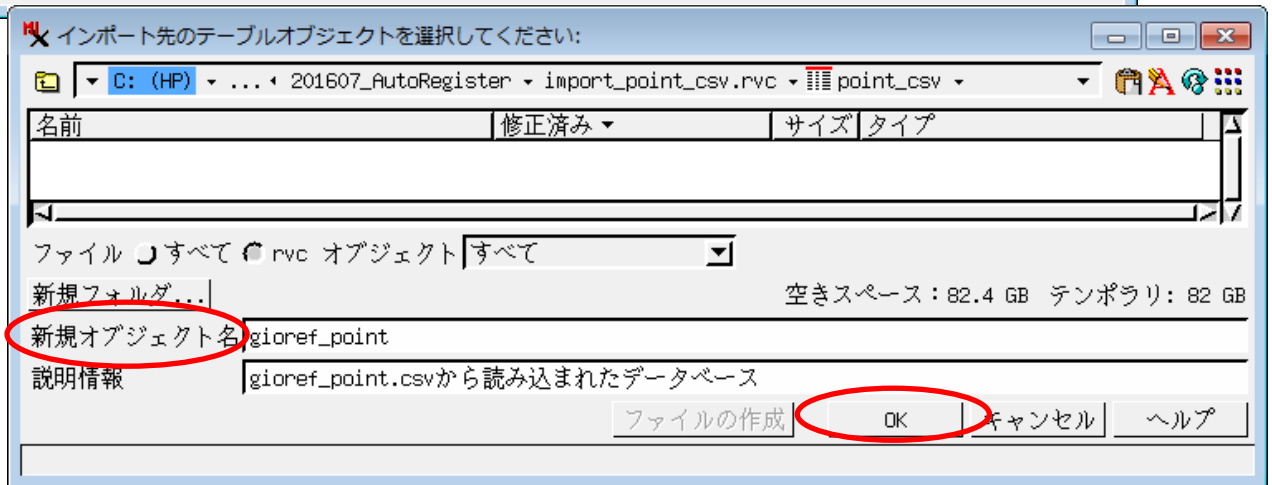 インポート先のテーブルオブジェクトを選択してください:
C: (HP) ... 201607_AutoRegister import_point_csv.rvc point_csv
名前 修正済み サイズ タイプ
ファイル すべて rvc オブジェクト すべて
新規フォルダ... 空きスペース：82.4 GB テンポラリ: 82 GB
新規オブジェクト名 gioref_point
説明情報 gioref_point.csvから読み込まれたデータベース
ファイルの作成 OK キャンセル ヘルプ